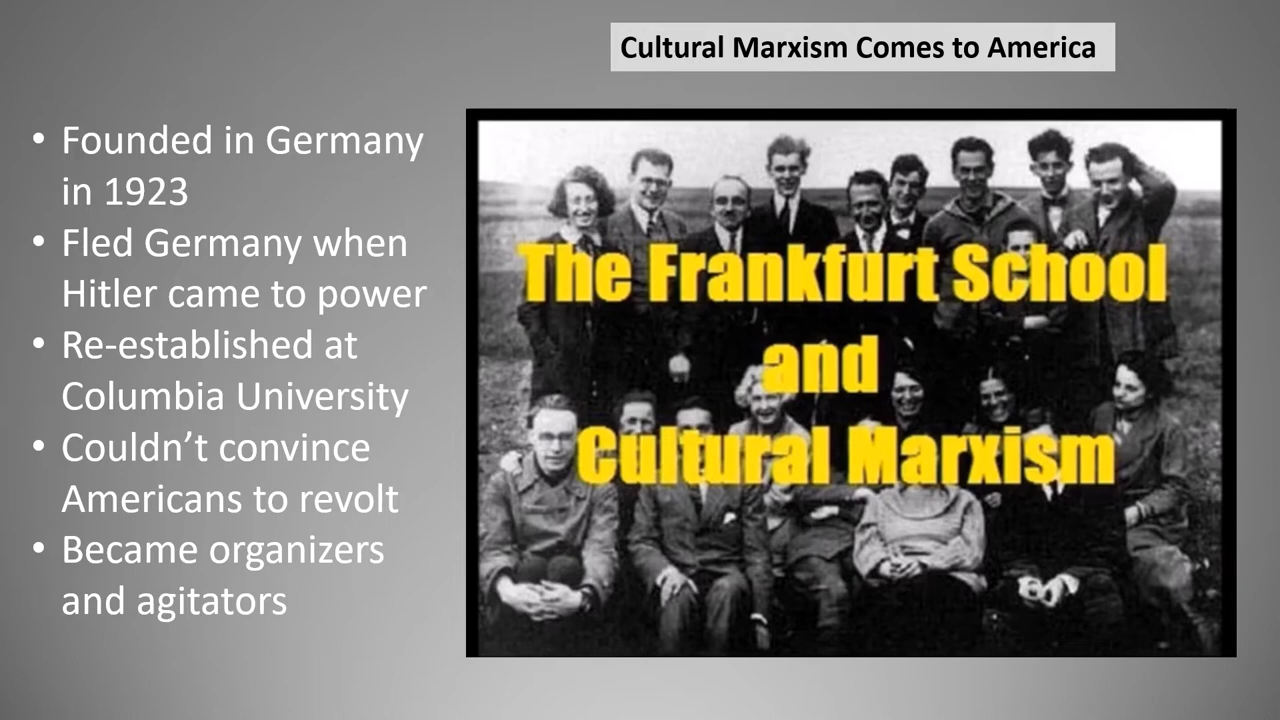 Cultural Marxism Comes to America
• Founded in Germany
in 1923
• Fled Germany when
Hitler came to power
• Re-established at
Columbia University
• Couldn’t convince
Americans to revolt
• Became organizers
and agitators
The Frankfurt School
and
Cultural Marxism